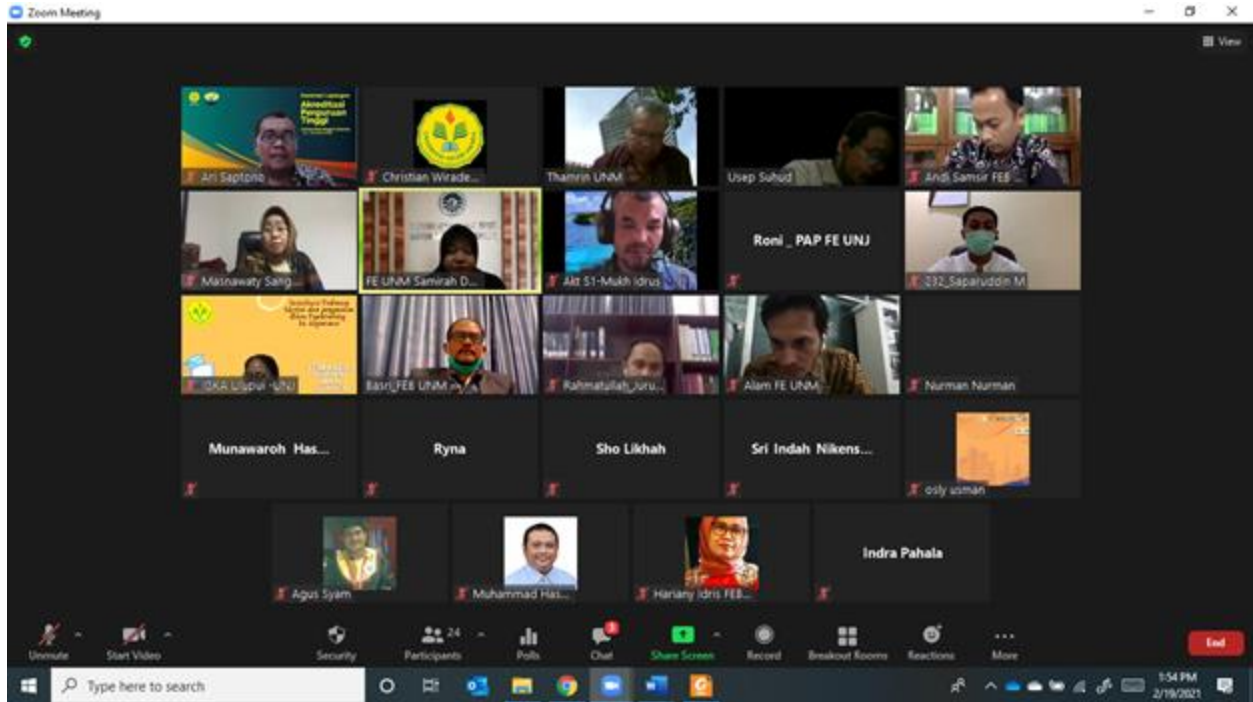 Zoom Meeting
View
Akreditasi
Perguruan
Tinggi
Ari Saptono
Christian Wirade...
Thamrin UNM
Usep Suhud
Andi Samsir FEB ...
Masnawaty Sang...
FE UNM Samirah D...
Akt S1-Mukh Idrus
Roni _ PAP FE UNJ
232_Saparuddin M
Basri_FEB UNM
Rahmatullah_Juru...
Alam FE UNM
Nurman Nurman
Munawaroh Has...
Ryna
Sho Likhah
Sri Indah Nikens...
osly usman
Agus Syam
Muhammad Has...
Hariany Idris FEB...
Indra Pahala
Unmute
Start Video
Security
24
Participants
Polls
3
Chat
Share Screen
Record
Breakout Rooms
Reactions
More
End
Type here to search
1:54 PM
2/19/2021